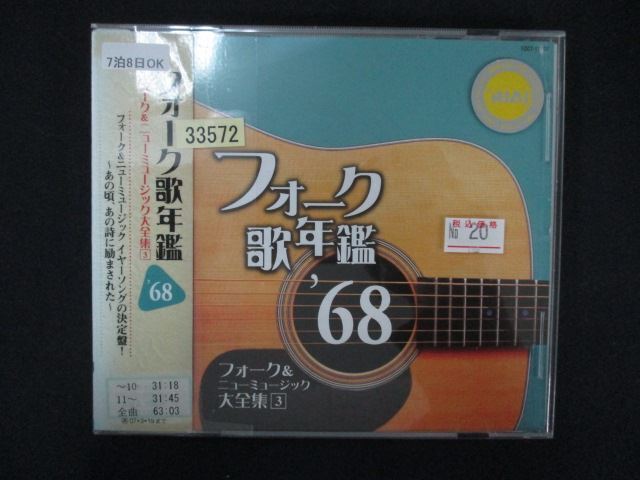 7泊8日OK
フォーク歌年鑑
フォーク&ニューミュージック大全集3
'68
フォーク&ニューミュージック イヤーソングの決定盤!
~あの頃、あの詩に励まされた~
~10 31:18
11~ 31:45
全曲 63:03
33572
フォーク
歌年鑑
'68
フォーク&
ニューミュージック
大全集3
税込価格
20